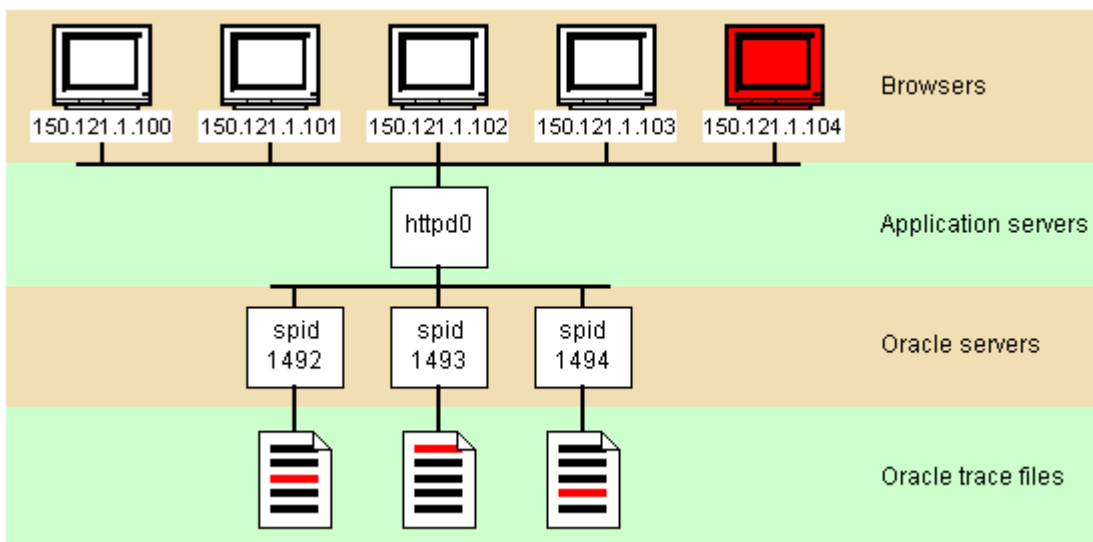 Browsers
150.121.1.100
150.121.1.101
150.121.1.102
150.121.1.103
150.121.1.104
httpd0
Application servers
spid
1492
spid
1493
spid
1494
Oracle servers
Oracle trace files